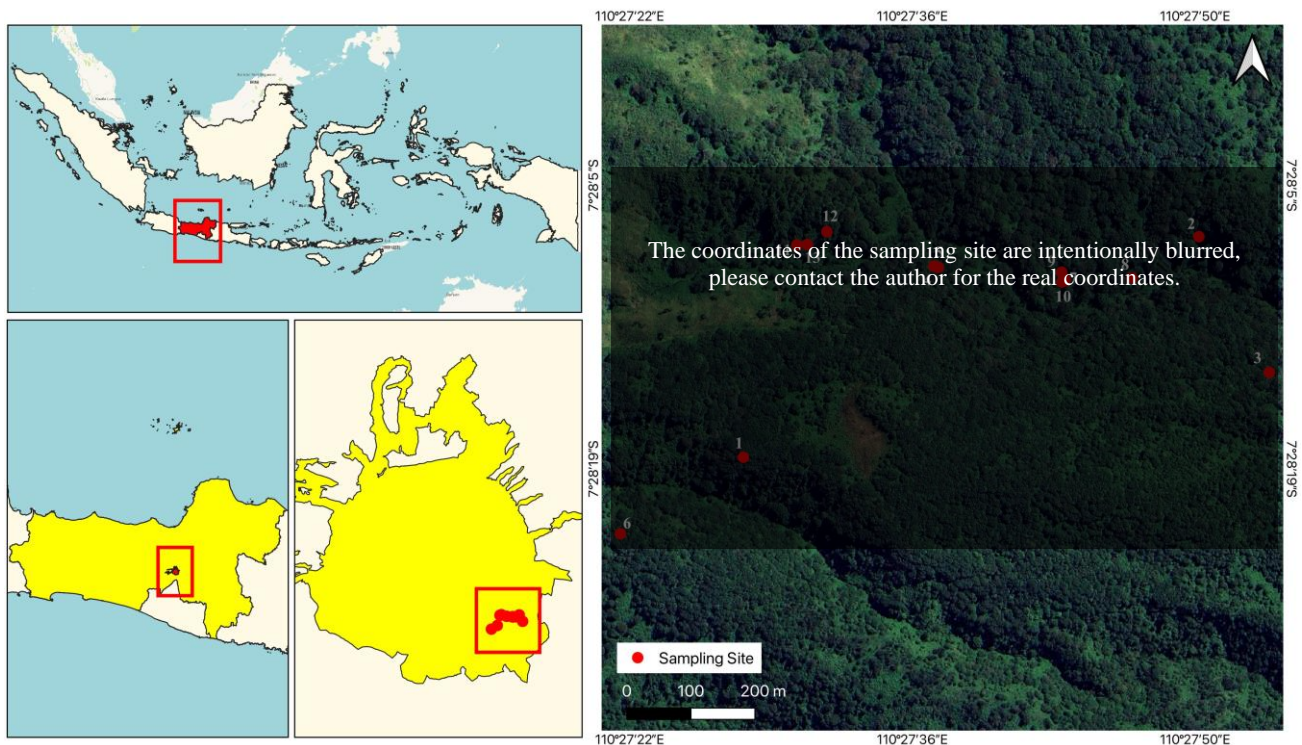 110°27'22"E
110°27'36"E
110°27'50"E
7°28'5"S
7°28'5"S
12
2
The coordinates of the sampling site are intentionally blurred,
please contact the author for the real coordinates.
13
9
8
10
3
1
7°28'19"S
7°28'19"S
6
Sampling Site
0 100 200 m
110°27'22"E
110°27'36"E
110°27'50"E